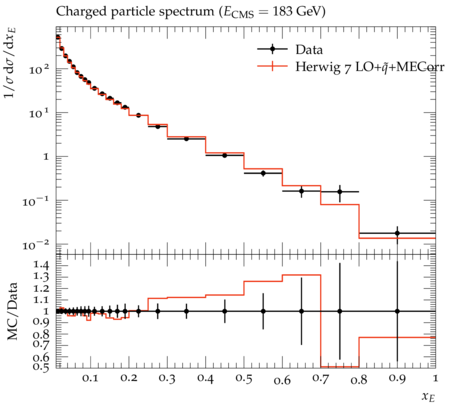 Charged particle spectrum (E_CMS = 183 GeV)
1/σ dσ/dx_E
Data
Herwig 7 LO+q̄+MECorr
10^2
10^1
1
10^−1
10^−2
MC/Data
1.4
1.3
1.2
1.1
1
0.9
0.8
0.7
0.6
0.5
0.1 0.2 0.3 0.4 0.5 0.6 0.7 0.8 0.9 1
x_E